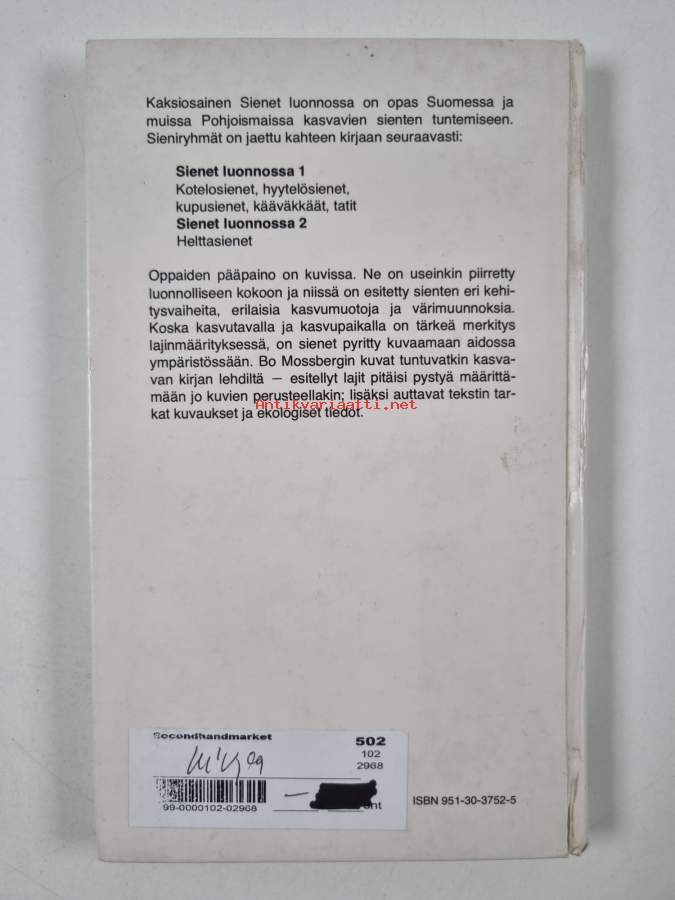 Kaksiosainen Sienet luonnossa on opas Suomessa ja
muissa Pohjoismaissa kasvavien sienten tuntemiseen.
Sieniryhmät on jaettu kahteen kirjaan seuraavasti:
Sienet luonnossa 1
Kotelosienet, hyytelösienet,
kupusienet, kääväkkäät, tatit
Sienet luonnossa 2
Helttasienet
Oppaiden pääpaino on kuvissa. Ne on useinkin piirretty
luonnolliseen kokoon ja niissä on esitetty sienten eri kehi-
tysvaiheita, erilaisia kasvumuotoja ja värimuunnoksia.
Koska kasvutavalla ja kasvupaikalla on tärkeä merkitys
lajinmäärityksessä, on sienet pyritty kuvaamaan aidossa
ympäristössään. Bo Mossbergin kuvat tuntuvatkin kasva-
van kirjan lehdiltä — esitellyt lajit pitäisi pystyä määrittä-
mään jo kuvien perusteellakin; lisäksi auttavat tekstin tar-
Antikvariaatti.net
kat kuvaukset ja ekologiset tiedot.
Secondhandmarket
502
102
2968
99-0000102-02968
ISBN 951-30-3752-5